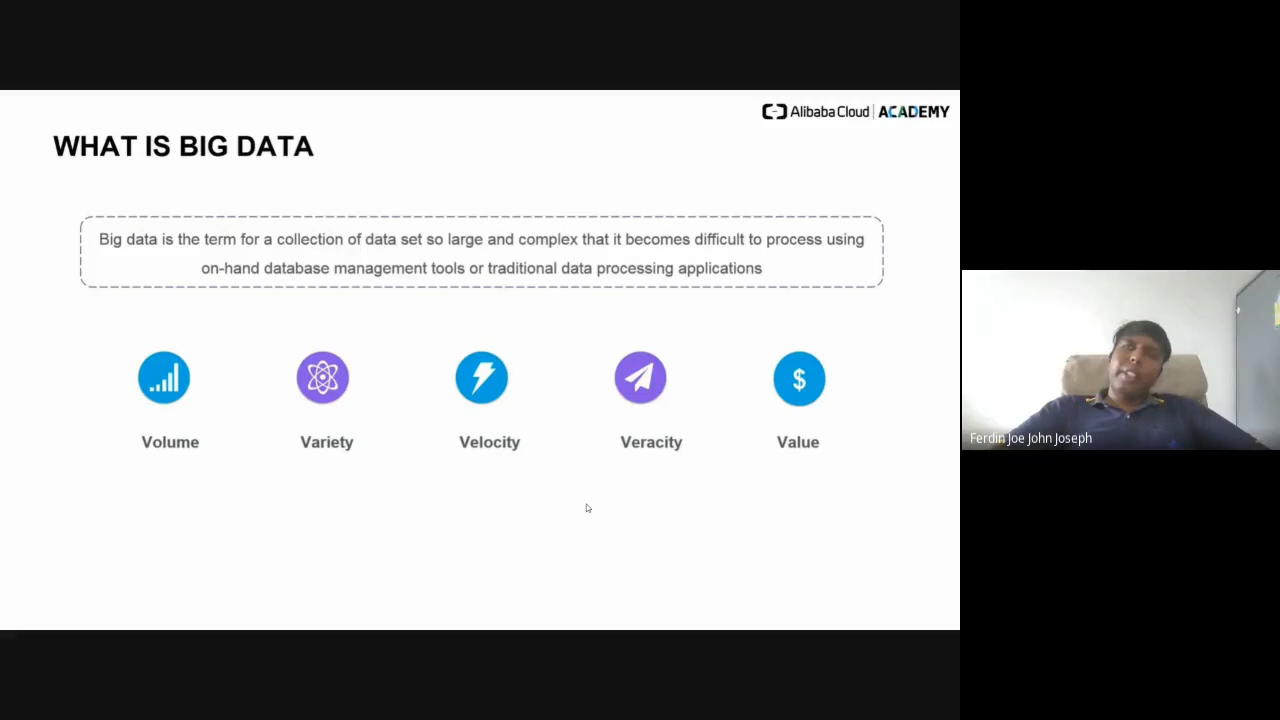 Alibaba Cloud | ACADEMY
WHAT IS BIG DATA
Big data is the term for a collection of data set so large and complex that it becomes difficult to process using
on-hand database management tools or traditional data processing applications
$
Volume
Variety
Velocity
Veracity
Value
Ferdin Joe John Joseph